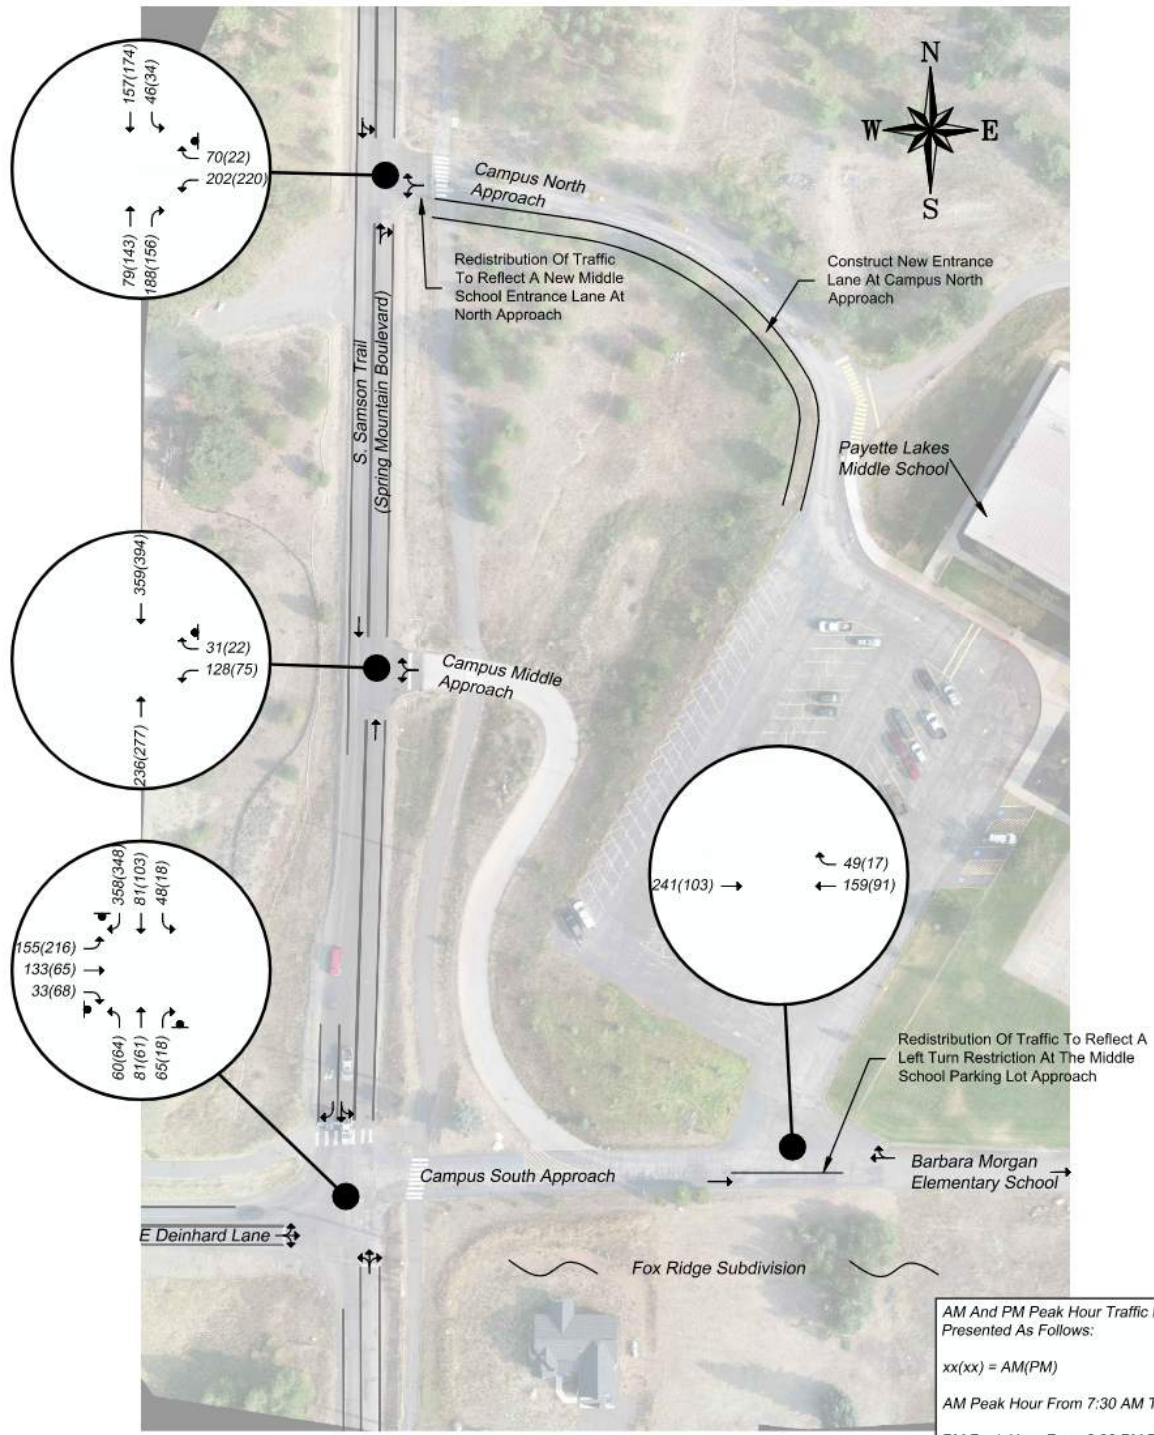 N
W E
S
157(174)
46(34)
70(22)
202(220)
79(143)
188(156)
Campus North
Approach
Redistribution Of Traffic
To Reflect A New Middle
School Entrance Lane At
North Approach
Construct New Entrance
Lane At Campus North
Approach
S. Samson Trail
(Spring Mountain Boulevard)
Payette Lakes
Middle School
359(394)
31(22)
128(75)
236(277)
Campus Middle
Approach
358(348)
81(103)
48(18)
155(216)
133(65)
33(68)
60(64)
81(61)
65(18)
49(17)
241(103)
159(91)
Redistribution Of Traffic To Reflect A
Left Turn Restriction At The Middle
School Parking Lot Approach
Campus South Approach
Barbara Morgan
Elementary School
E Deinhard Lane
Fox Ridge Subdivision
AM And PM Peak Hour Traffic
Presented As Follows:
xx(xx) = AM(PM)
AM Peak Hour From 7:30 AM